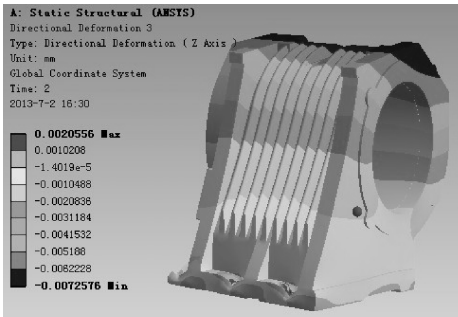 A: Static Structural (ANSYS)
Directional Deformation 3
Type: Directional Deformation ( Z Axis )
Unit: mm
Global Coordinate System
Time: 2
2013-7-2 16:30
0.0020556 Max
0.0010208
-1.4019e-5
-0.0010488
-0.0020836
-0.0031184
-0.0041532
-0.005188
-0.0062228
-0.0072576 Min